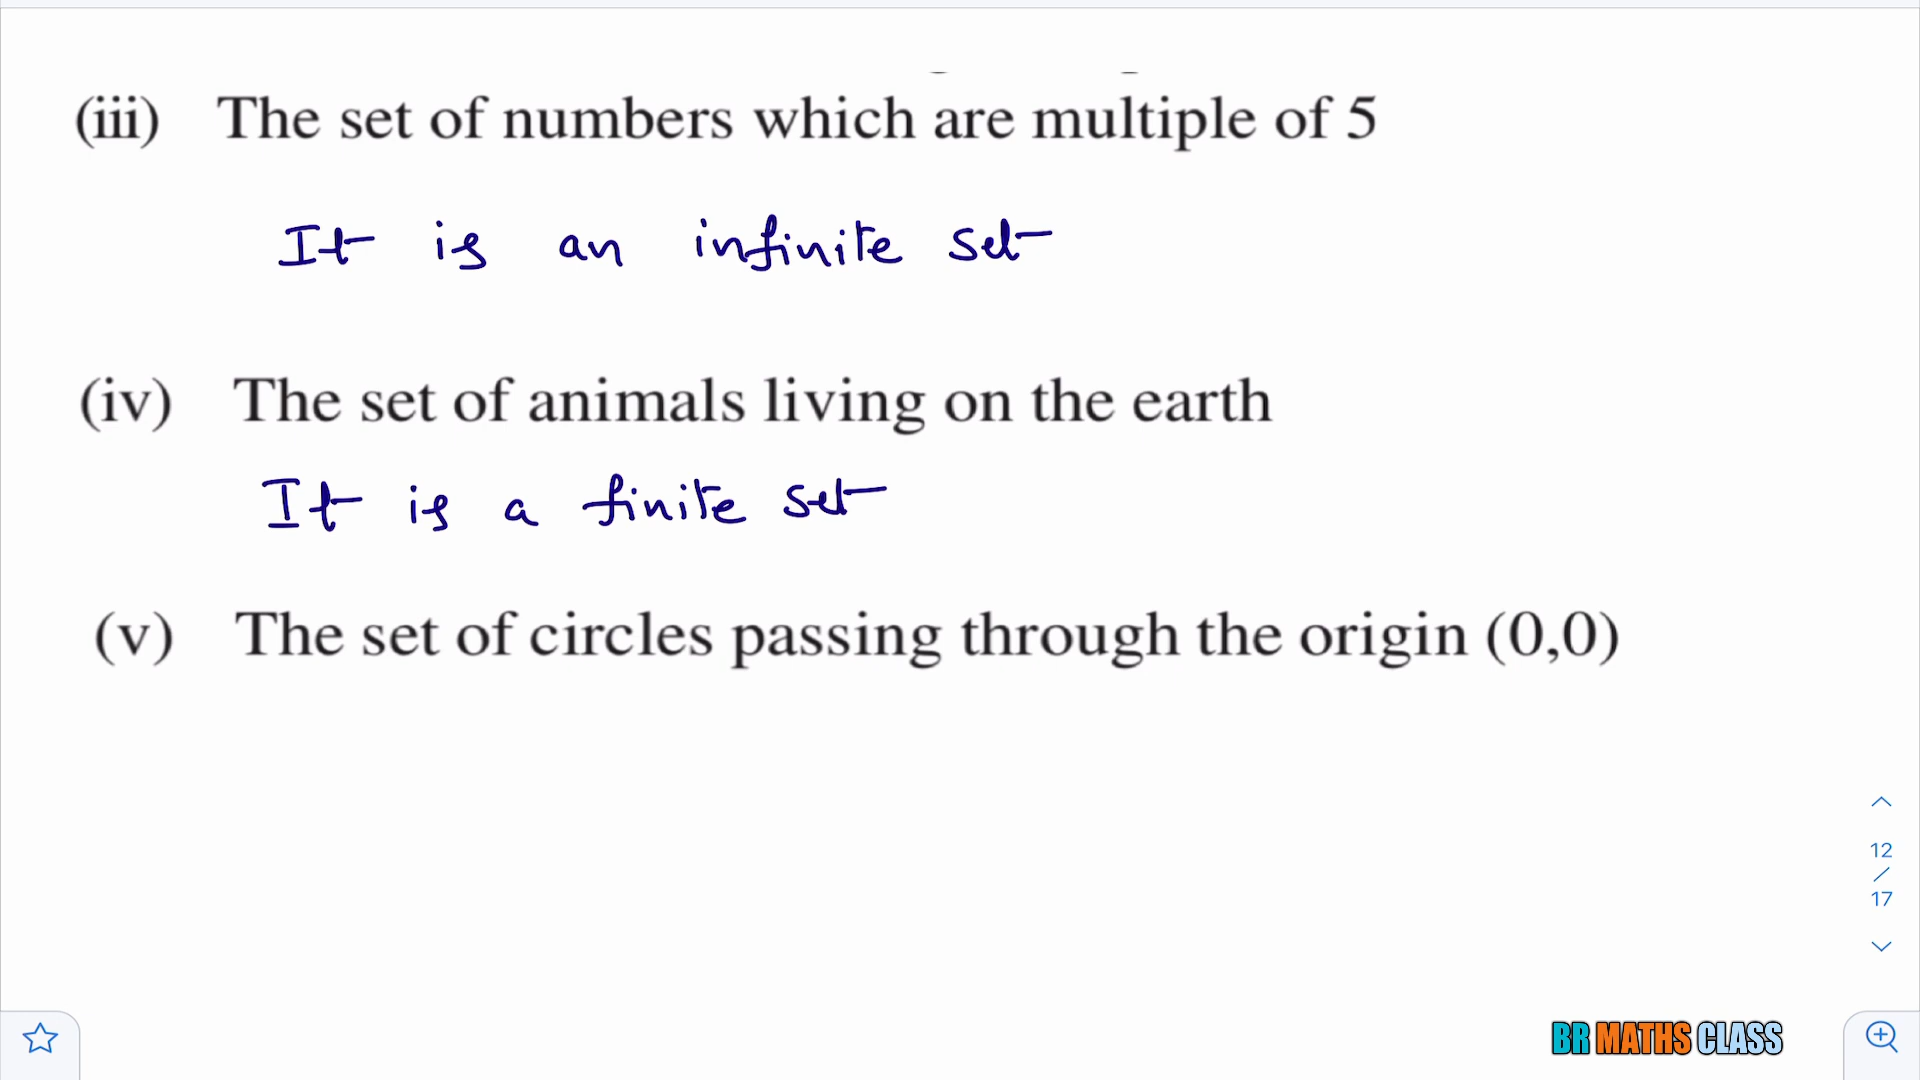 (iii) The set of numbers which are multiple of 5
It is an infinite set
(iv) The set of animals living on the earth
It is a finite set
(v) The set of circles passing through the origin (0,0)
12
/
17
BR MATHS CLASS